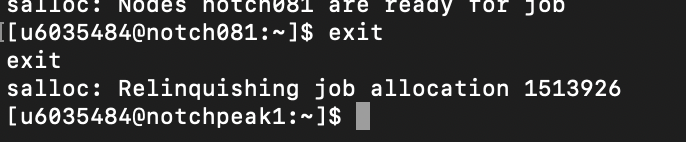 salloc: Nodes notch081 are ready for job
[[u6035484@notch081:~]$ exit
exit
salloc: Relinquishing job allocation 1513926
[u6035484@notchpeak1:~]$